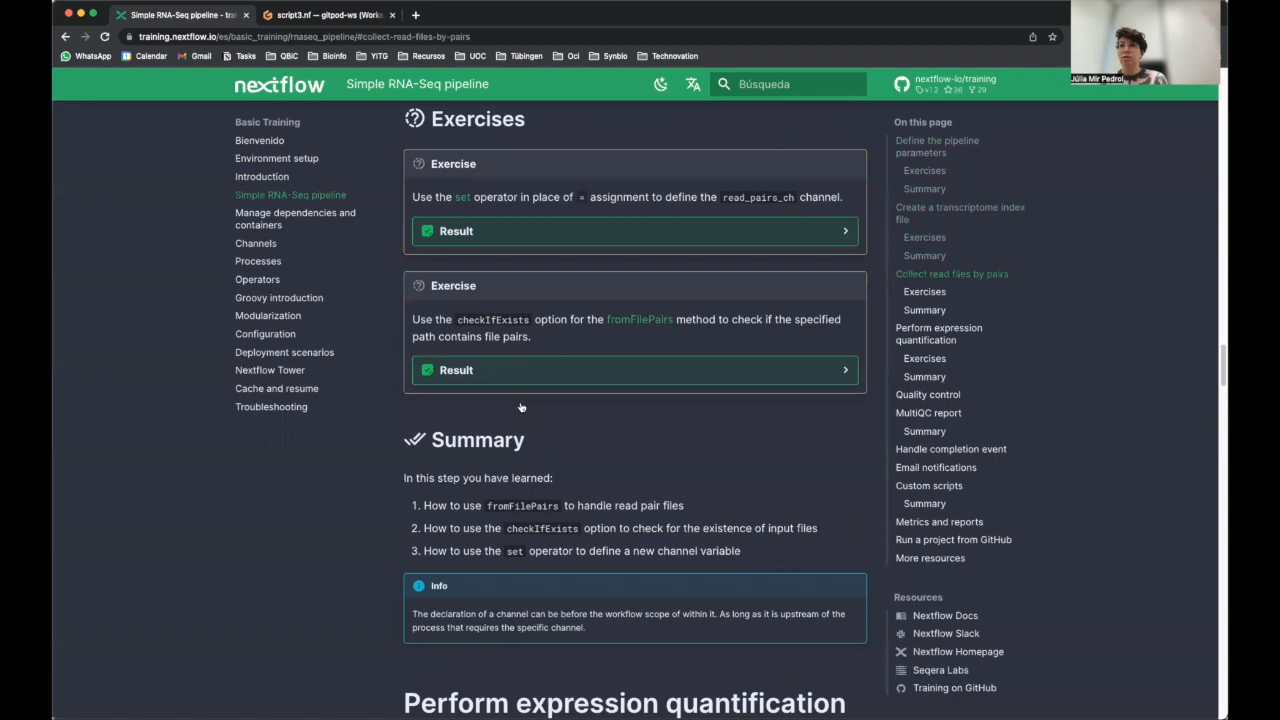 Simple RNA-Seq pipeline - trai
script3.nf — gitpod-ws (Works
training.nextflow.io/es/basic_training/rnaseq_pipeline/#collect-read-files-by-pairs
WhatsApp
Calendar
Gmail
Tasks
QBiC
Bioinfo
YiTG
Recursos
UOC
Tübingen
Oci
Synbio
Technovation
Júlia Mir Pedrol
nextflow
Simple RNA-Seq pipeline
Búsqueda
nextflow-io/training
v1.2 36 29
Basic Training
Bienvenido
Environment setup
Introduction
Simple RNA-Seq pipeline
Manage dependencies and
containers
Channels
Processes
Operators
Groovy introduction
Modularization
Configuration
Deployment scenarios
Nextflow Tower
Cache and resume
Troubleshooting
Exercises
Exercise
Use the set operator in place of = assignment to define the read_pairs_ch channel.
Result
Exercise
Use the checkIfExists option for the fromFilePairs method to check if the specified
path contains file pairs.
Result
Summary
In this step you have learned:
1. How to use fromFilePairs to handle read pair files
2. How to use the checkIfExists option to check for the existence of input files
3. How to use the set operator to define a new channel variable
Info
The declaration of a channel can be before the workflow scope of within it. As long as it is upstream of the
process that requires the specific channel.
Perform expression quantification
On this page
Define the pipeline
parameters
Exercises
Summary
Create a transcriptome index
file
Exercises
Summary
Collect read files by pairs
Exercises
Summary
Perform expression
quantification
Exercises
Summary
Quality control
MultiQC report
Summary
Handle completion event
Email notifications
Custom scripts
Summary
Metrics and reports
Run a project from GitHub
More resources
Resources
Nextflow Docs
Nextflow Slack
Nextflow Homepage
Seqera Labs
Training on GitHub